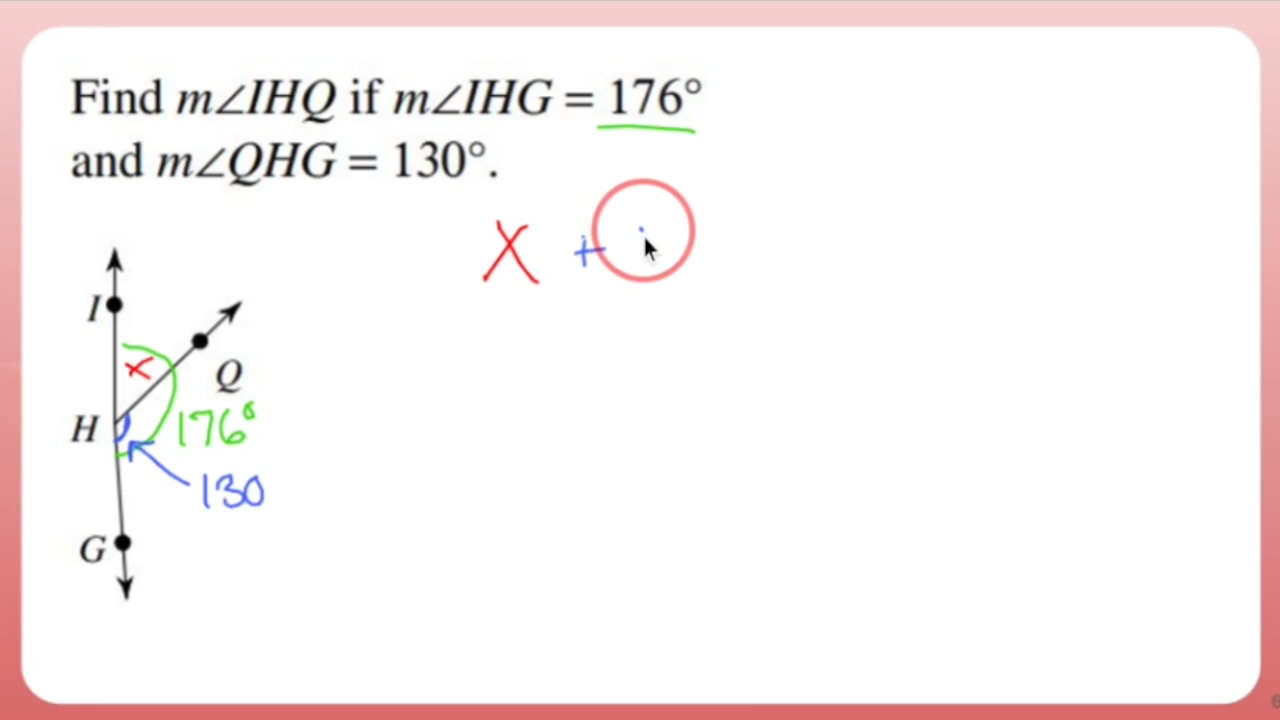 Find m∠IHQ if m∠IHG = 176°
and m∠QHG = 130°.
X +
I
x
Q
H
176°
130
G